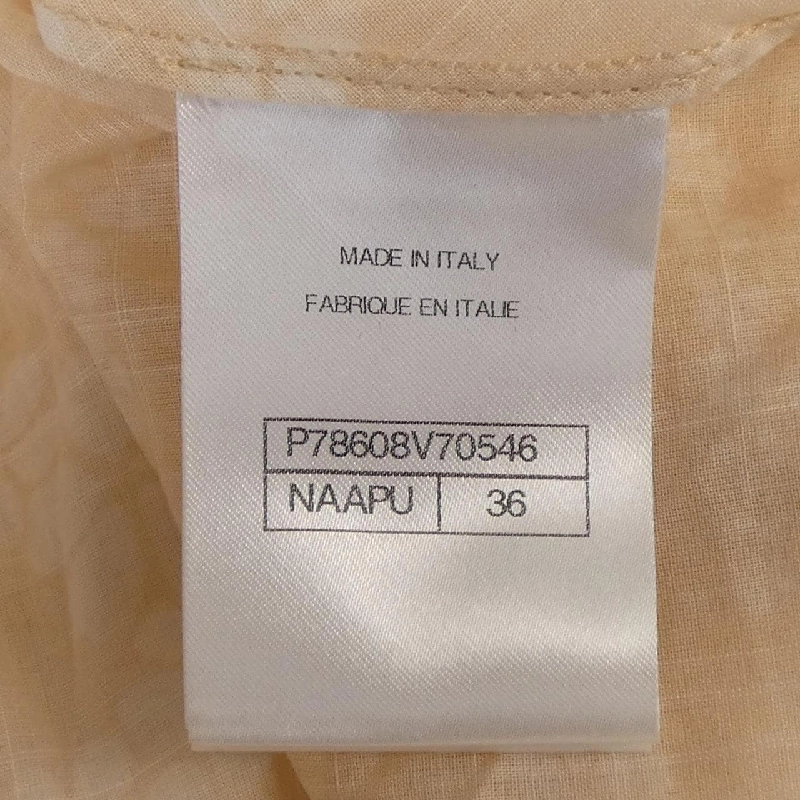 MADE IN ITALY
FABRIQUE EN ITALIE
P78608V70546
NAAPU 36